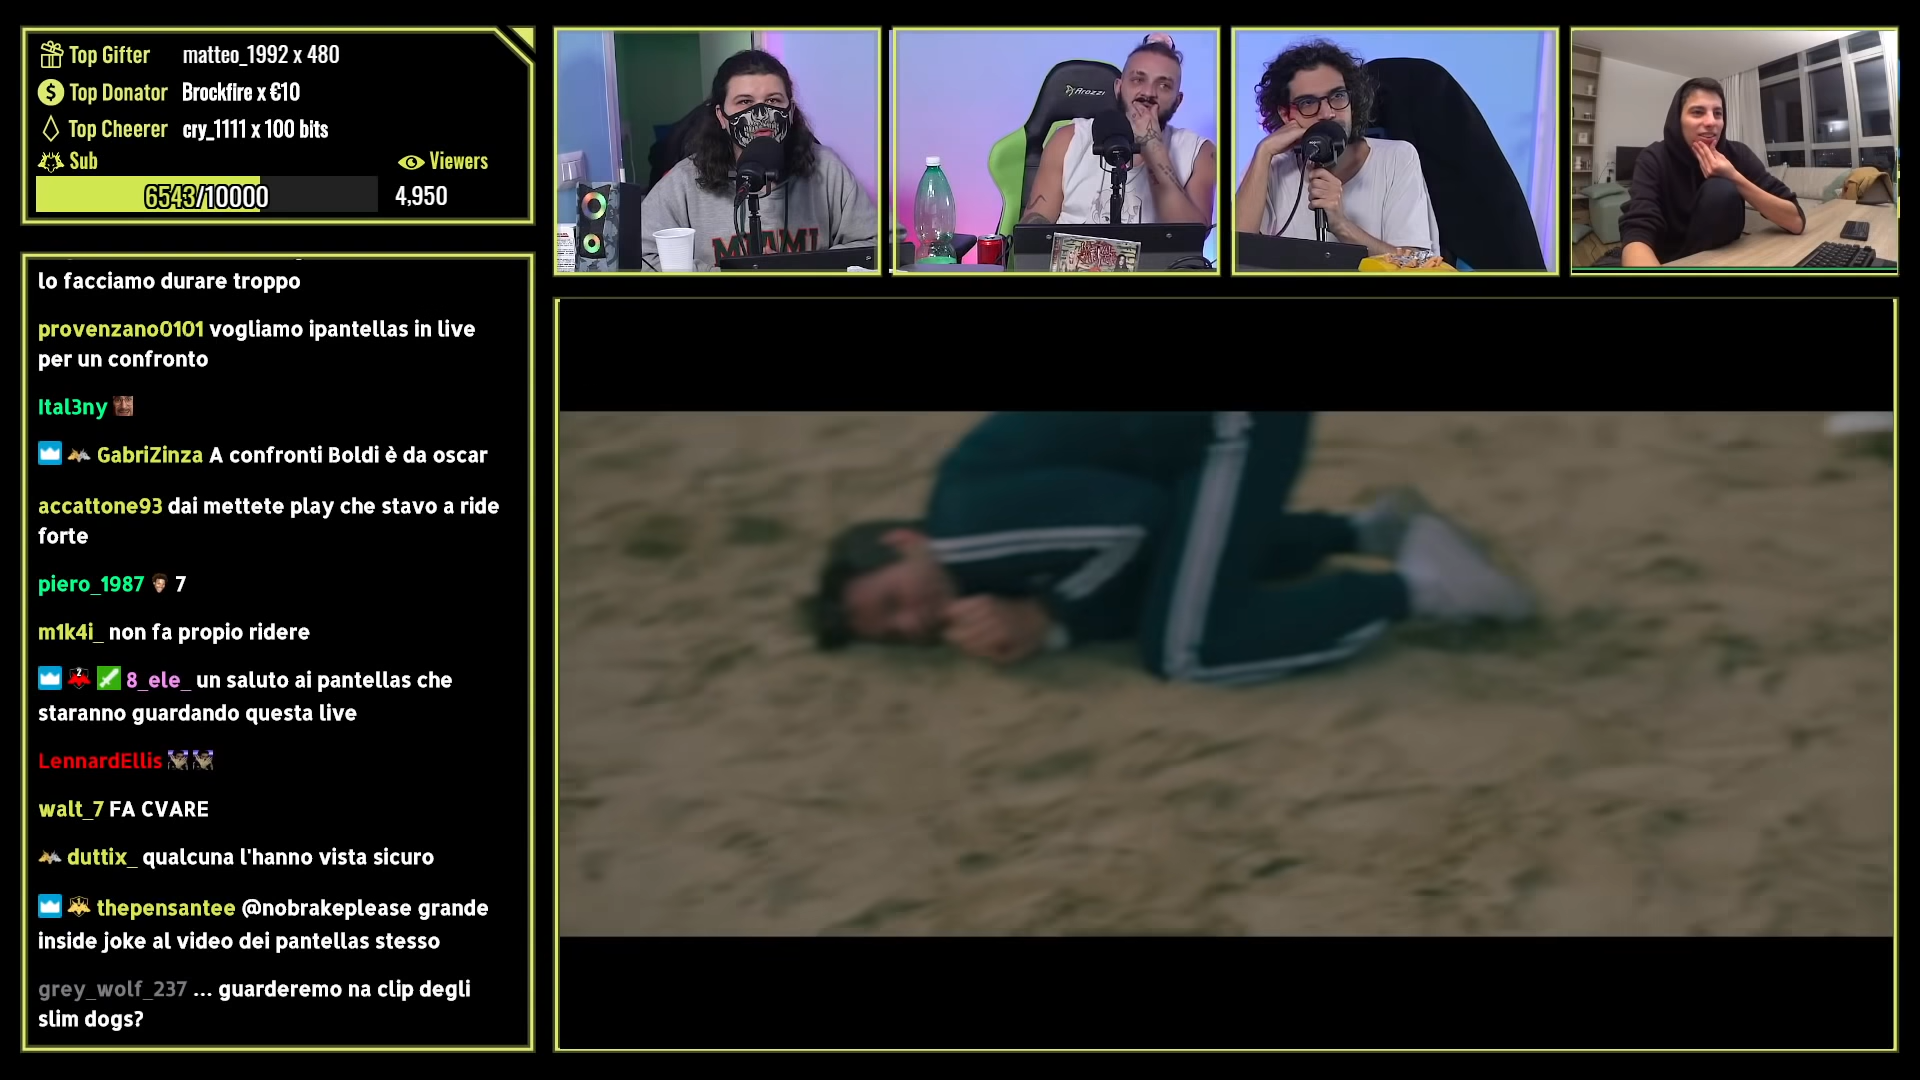 Top Gifter matteo_1992 x 480
Top Donator Brockfire x €10
Top Cheerer cry_1111 x 100 bits
Sub Viewers
6543/10000 4,950
lo facciamo durare troppo
provenzano0101 vogliamo ipantellas in live
per un confronto
Ital3ny
GabriZinza A confronti Boldi è da oscar
accattone93 dai mettete play che stavo a ride
forte
piero_1987 7
m1k4i_ non fa propio ridere
8_ele_ un saluto ai pantellas che
staranno guardando questa live
LennardEllis
walt_7 FA CVARE
duttix_ qualcuna l'hanno vista sicuro
thepensantee @nobrakeplease grande
inside joke al video dei pantellas stesso
grey_wolf_237 ... guarderemo na clip degli
slim dogs?
Arozzi
MIAMI